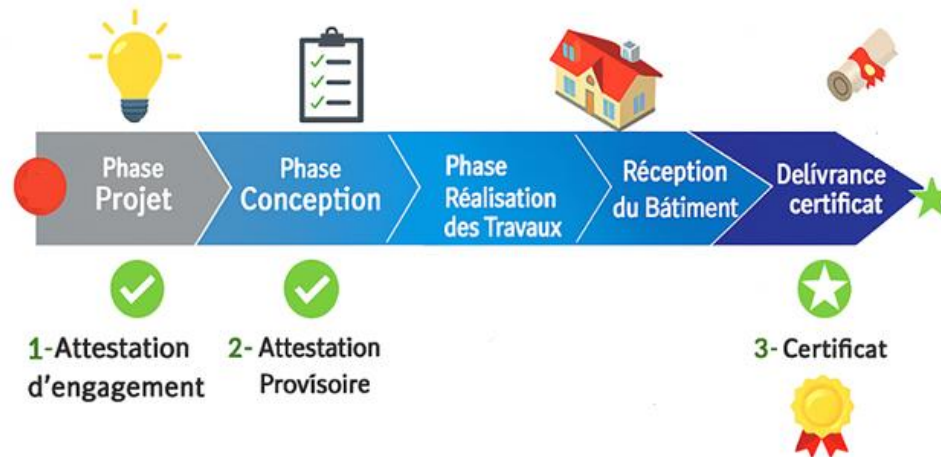 Phase
Projet
Phase
Conception
Phase
Réalisation
des Travaux
Réception
du Bâtiment
Delívrance
certificat
1-Attestation
d'engagement
2- Attestation
Provísoire
3- Certificat